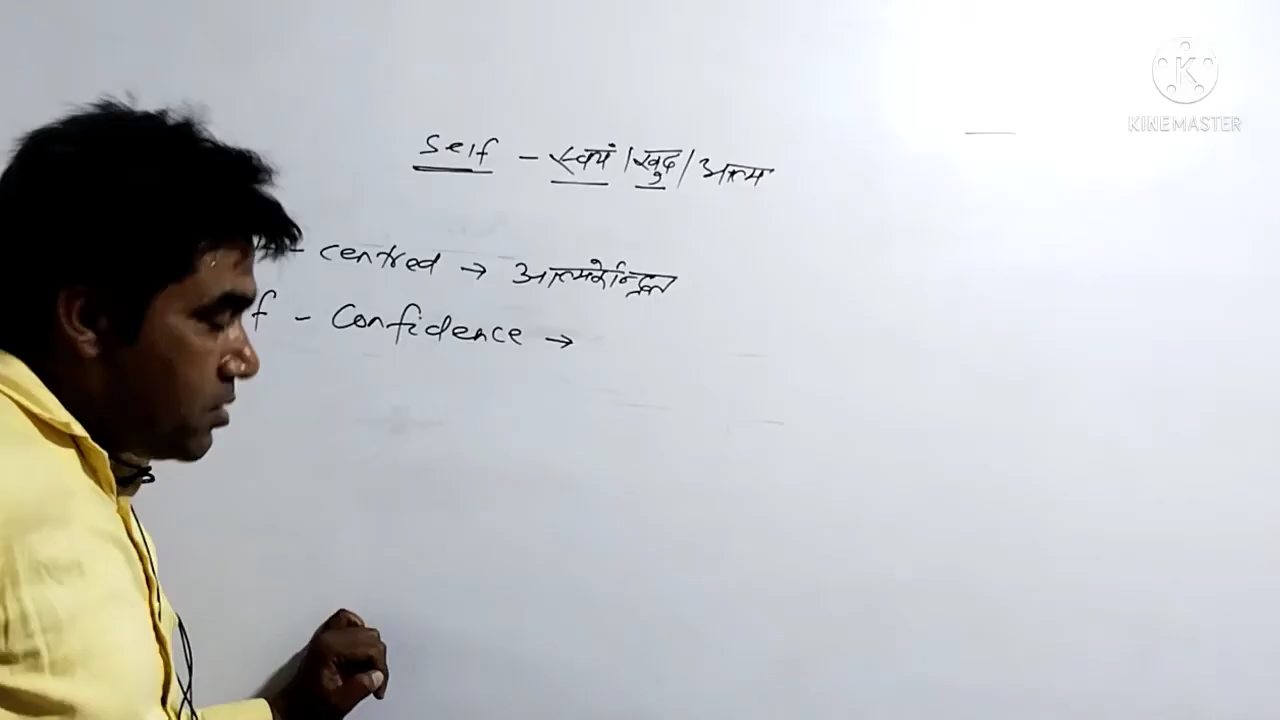 self - स्वयं / खुद / आत्म
- centred → आत्मकेन्द्रित
f - Confidence →
KINEMASTER